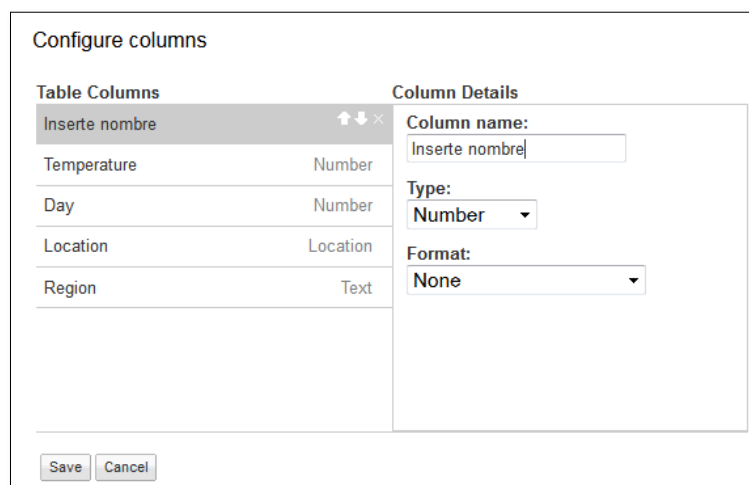 Configure columns
Table Columns
Column Details
Inserte nombre
Temperature Number
Day Number
Location Location
Region Text
Column name:
Inserte nombre
Type:
Number
Format:
None
Save Cancel